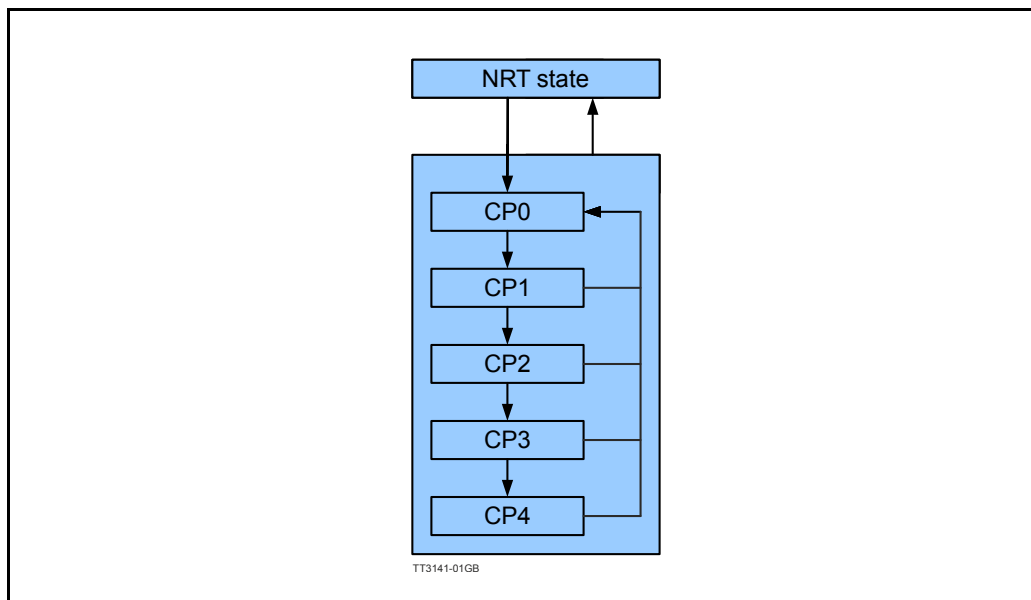 NRT state
CP0
CP1
CP2
CP3
CP4
TT3141-01GB